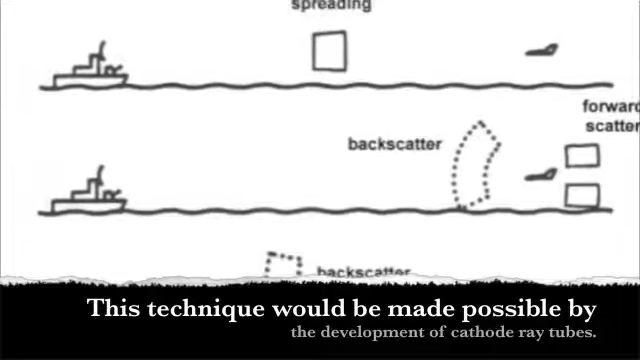 spreading
forward
scatter
backscatter
backscatter
This technique would be made possible by
the development of cathode ray tubes.